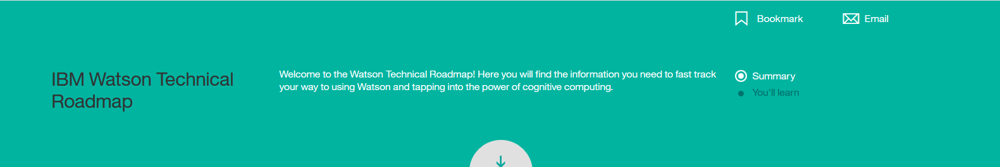 Bookmark
Email
IBM Watson Technical
Roadmap
Welcome to the Watson Technical Roadmap! Here you will find the information you need to fast track
your way to using Watson and tapping into the power of cognitive computing.
Summary
You'll learn